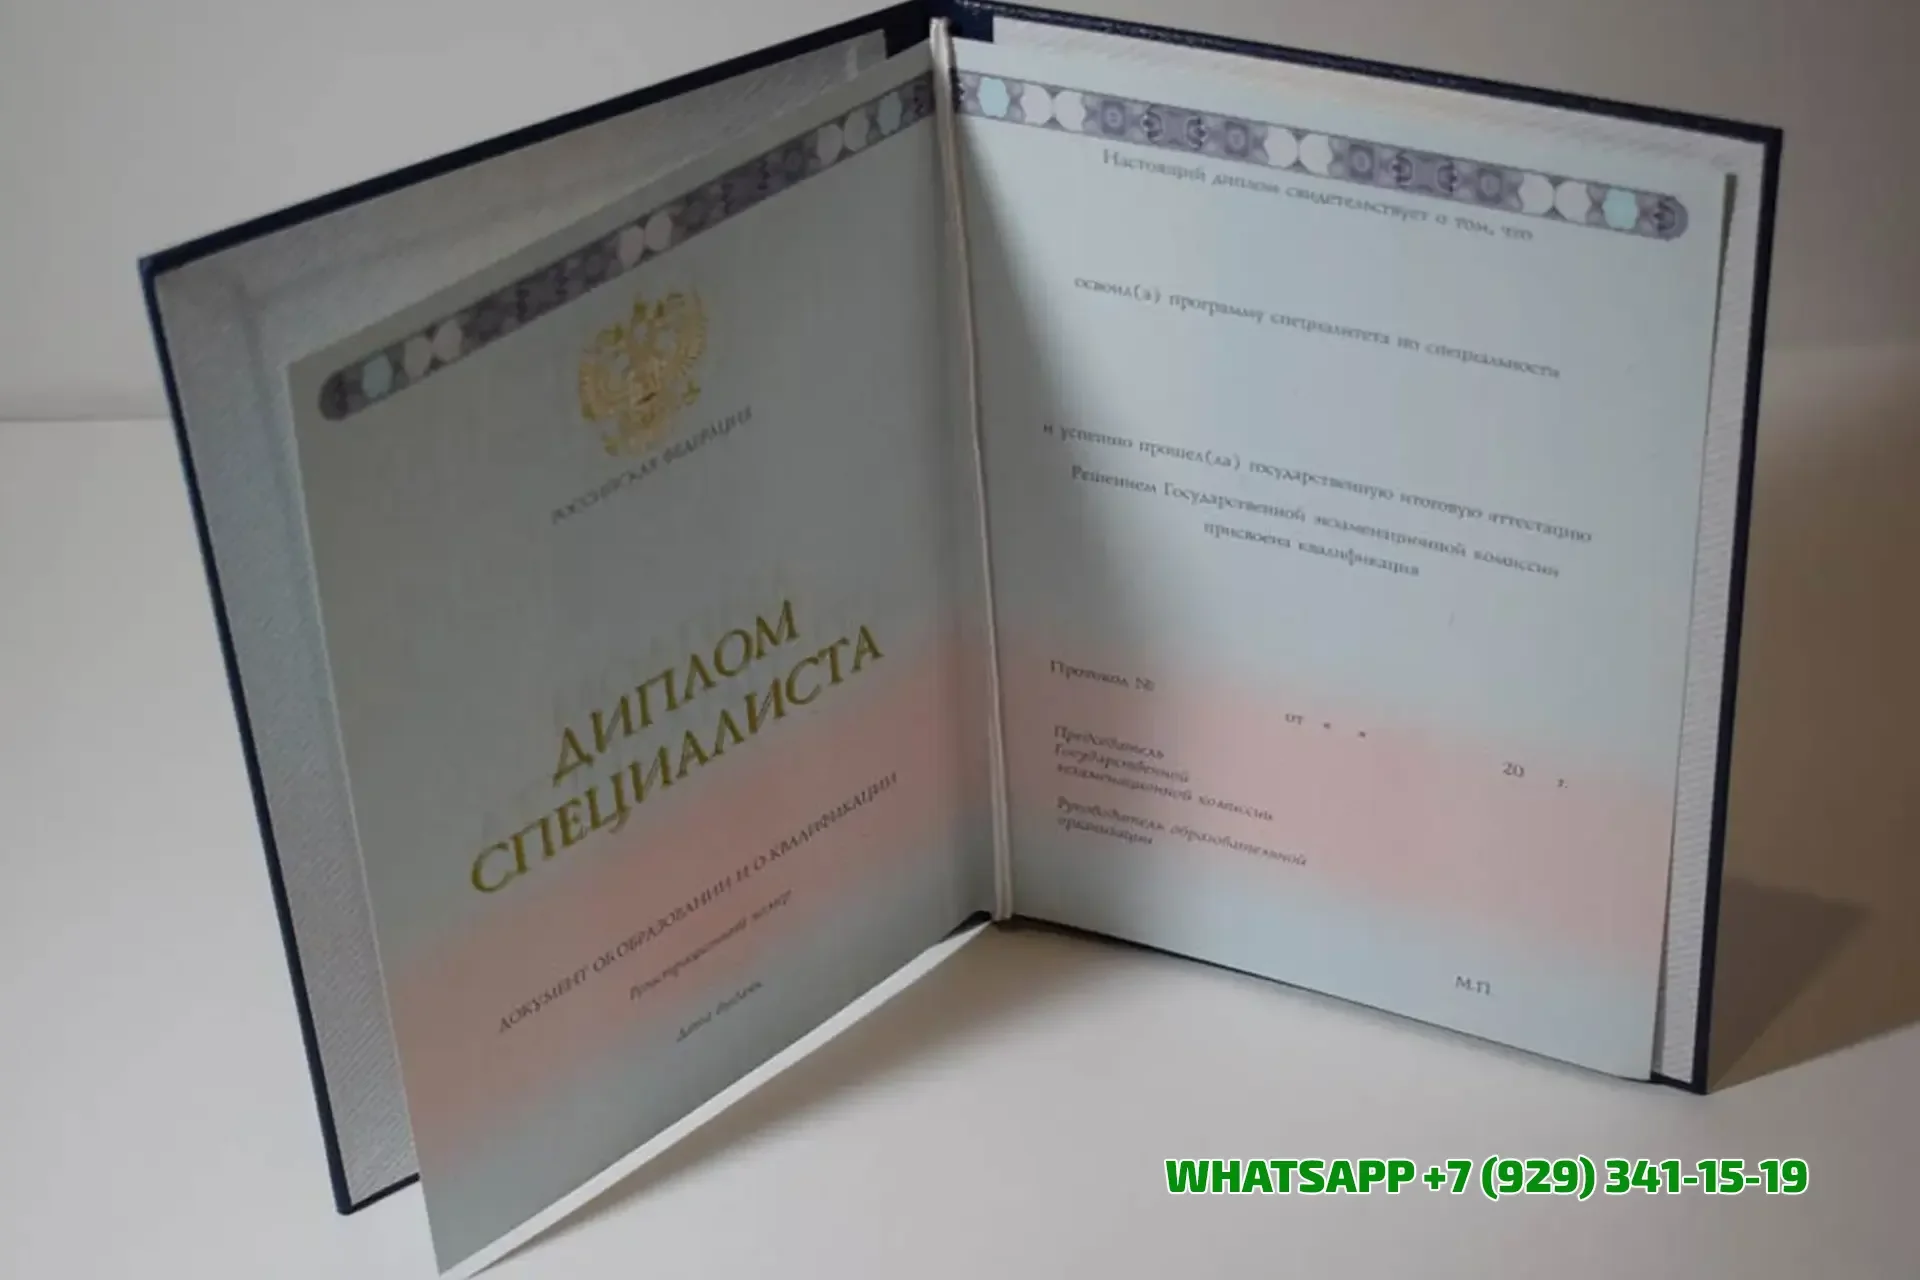 РОССИЙСКАЯ ФЕДЕРАЦИЯ
ДИПЛОМ
СПЕЦИАЛИСТА
ДОКУМЕНТ ОБ ОБРАЗОВАНИИ И О КВАЛИФИКАЦИИ
Регистрационный номер
Дата выдачи
Настоящий диплом свидетельствует о том, что
освоил(а) программу специалитета по специальности
и успешно прошел(ла) государственную итоговую аттестацию
Решением Государственной экзаменационной комиссии
присвоена квалификация
Протокол №
от « »
20 г.
Председатель
Государственной
экзаменационной комиссии
Руководитель образовательной
организации
М.П.
WHATSAPP +7 (929) 341-15-19